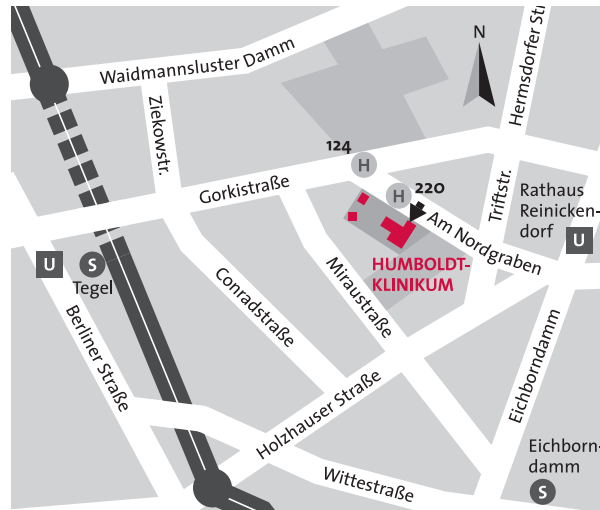 Waidmannsluster Damm
Hermsdorfer Str
N
Ziekowstr.
124
H
H
220
Gorkistraße
Triftstr.
Rathaus
Reinicken-
dorf
U
Am Nordgraben
HUMBOLDT-
KLINIKUM
U
S
Tegel
Miraustraße
Conradstraße
Berliner Straße
Holzhauser Straße
Eichborndamm
Wittestraße
Eichborn-
damm
S